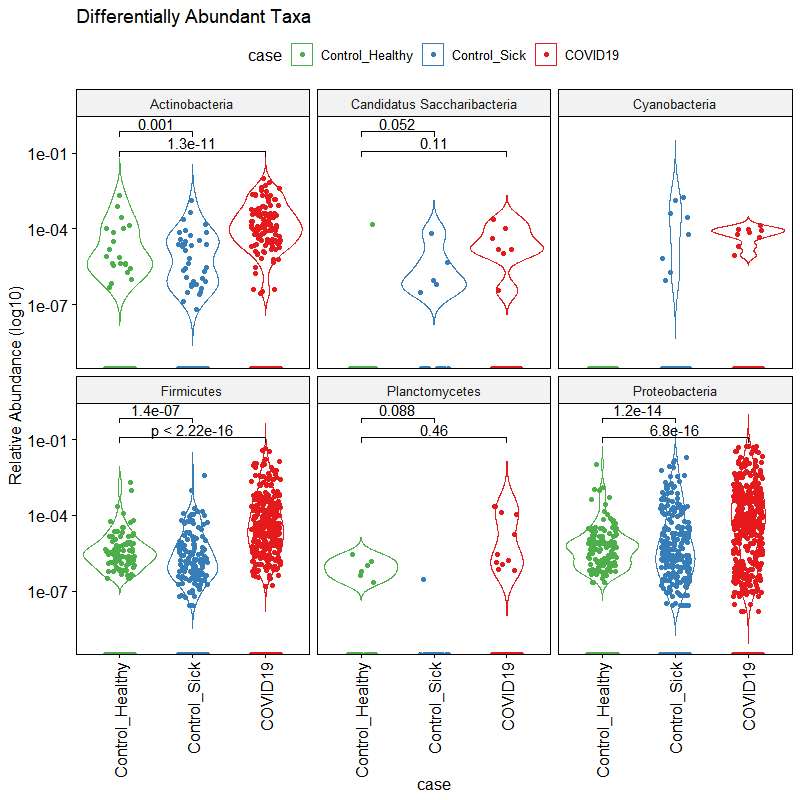 Differentially Abundant Taxa
case Control_Healthy Control_Sick COVID19
Actinobacteria
Candidatus Saccharibacteria
Cyanobacteria
0.001
1.3e-11
0.052
0.11
1e-01
1e-04
1e-07
Relative Abundance (log10)
Firmicutes
Planctomycetes
Proteobacteria
1.4e-07
p < 2.22e-16
0.088
0.46
1.2e-14
6.8e-16
1e-01
1e-04
1e-07
Control_Healthy
Control_Sick
COVID19
Control_Healthy
Control_Sick
COVID19
Control_Healthy
Control_Sick
COVID19
case